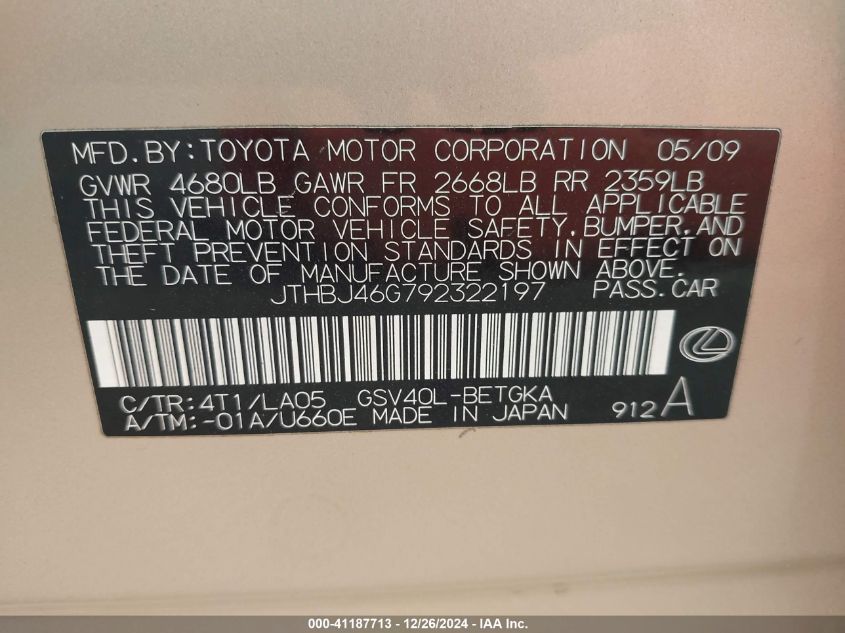 MFD.BY:TOYOTA MOTOR CORPORATION 05/09
GVWR 4680LB GAWR FR 2668LB RR 2359LB
THIS VEHICLE CONFORMS TO ALL APPLICABLE
FEDERAL MOTOR VEHICLE SAFETY,BUMPER,AND
THEFT PREVENTION STANDARDS IN EFFECT ON
THE DATE OF MANUFACTURE SHOWN ABOVE.
JTHBJ46G792322197 PASS.CAR
C/TR:4T1/LA05 GSV40L-BETGKA
A/TM:-01A/U660E MADE IN JAPAN 912A
000-41187713 - 12/26/2024 - IAA Inc.